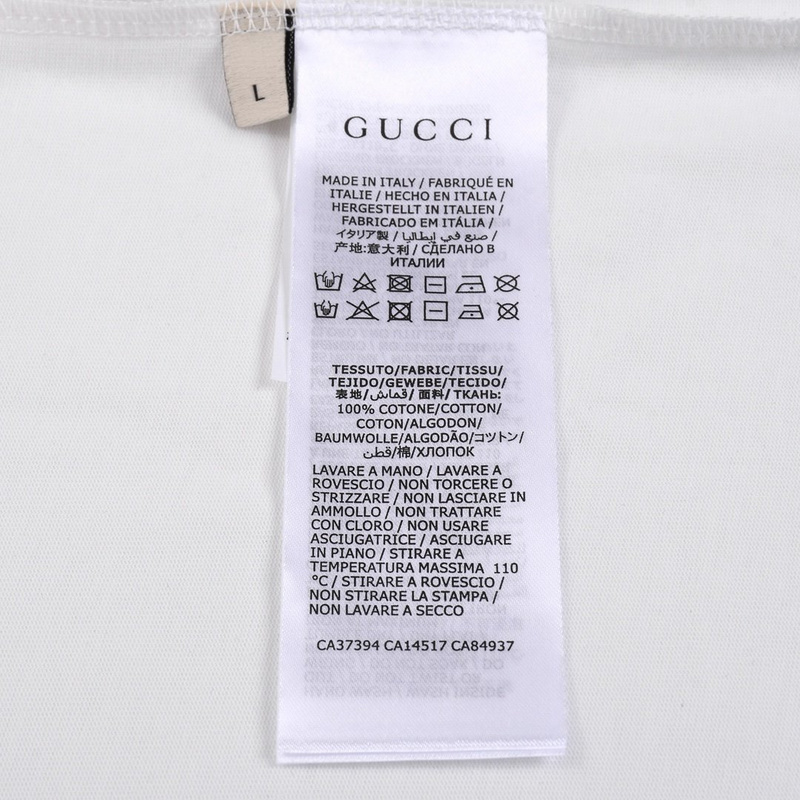 L
GUCCI
MADE IN ITALY / FABRIQUÉ EN
ITALIE / HECHO EN ITALIA /
HERGESTELLT IN ITALIEN /
FABRICADO EM ITÁLIA /
イタリア製 / صنع في إيطاليا /
产地:意大利 / СДЕЛАНО В
ИТАЛИИ
TESSUTO/FABRIC/TISSU/
TEJIDO/GEWEBE/TECIDO/
表地/قماش/ 面料/ ТКАНЬ:
100% COTONE/COTTON/
COTON/ALGODON/
BAUMWOLLE/ALGODÃO/コットン/
قطن/棉/ХЛОПОК
LAVARE A MANO / LAVARE A
ROVESCIO / NON TORCERE O
STRIZZARE / NON LASCIARE IN
AMMOLLO / NON TRATTARE
CON CLORO / NON USARE
ASCIUGATRICE / ASCIUGARE
IN PIANO / STIRARE A
TEMPERATURA MASSIMA 110
°C / STIRARE A ROVESCIO /
NON STIRARE LA STAMPA /
NON LAVARE A SECCO
CA37394 CA14517 CA84937